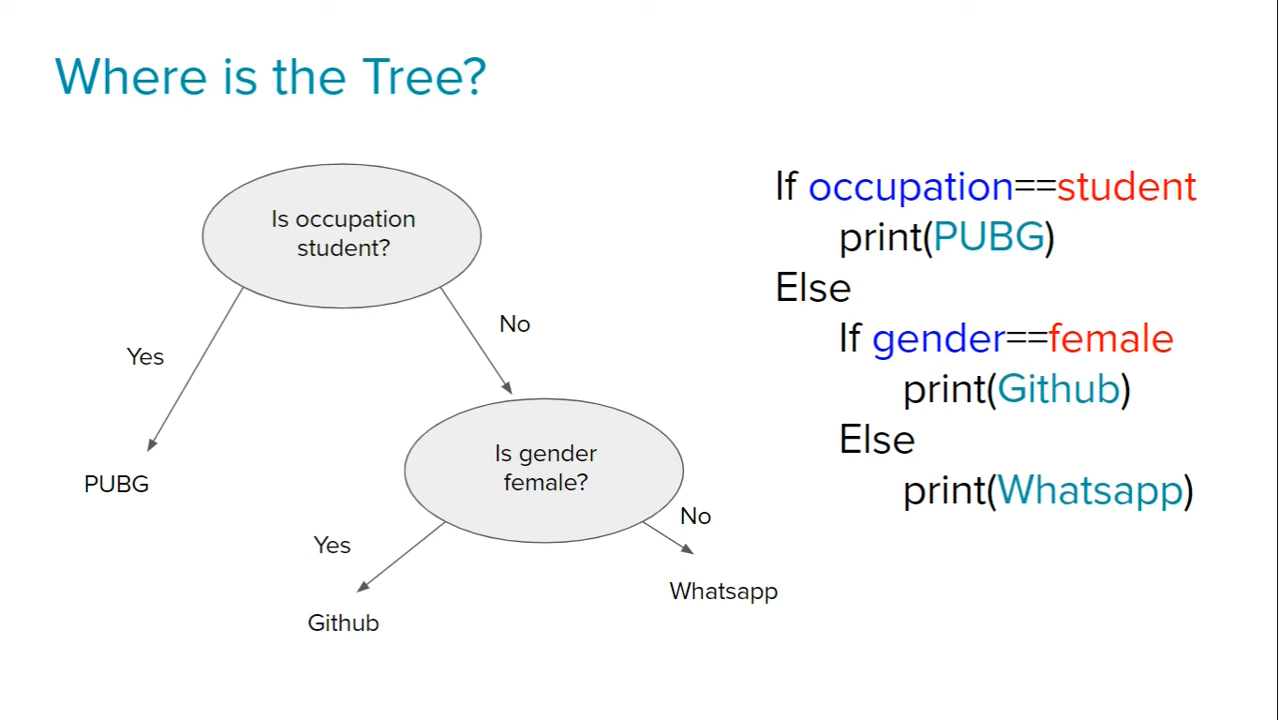 Where is the Tree?
Is occupation
student?
Yes
No
PUBG
Is gender
female?
Yes
No
Github
Whatsapp
If occupation==student
print(PUBG)
Else
If gender==female
print(Github)
Else
print(Whatsapp)